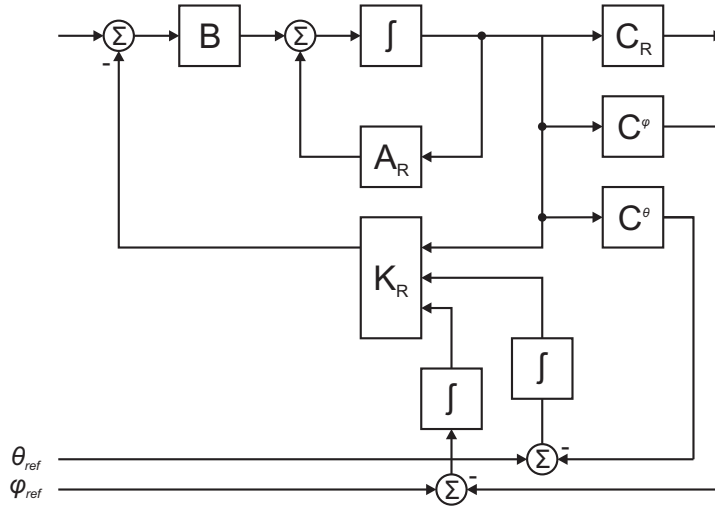 Σ B Σ ∫ C_R
-
C^φ
A_R
C^θ
K_R
∫
∫
θ_ref Σ -
φ_ref Σ -